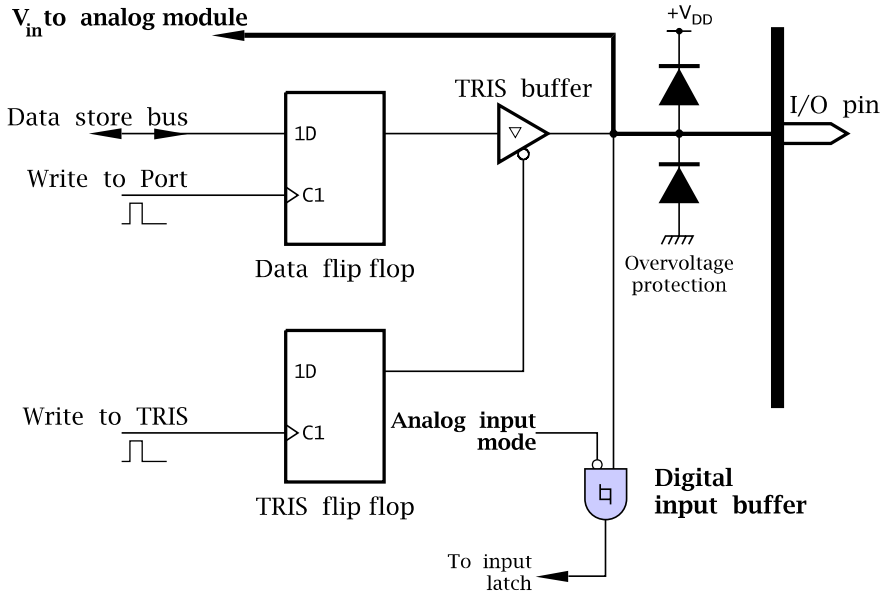 Vin to analog module
+VDD
TRIS buffer
I/O pin
Data store bus
1D
Write to Port
C1
Data flip flop
Overvoltage
protection
1D
Write to TRIS
C1
Analog input
mode
TRIS flip flop
Digital
input buffer
To input
latch